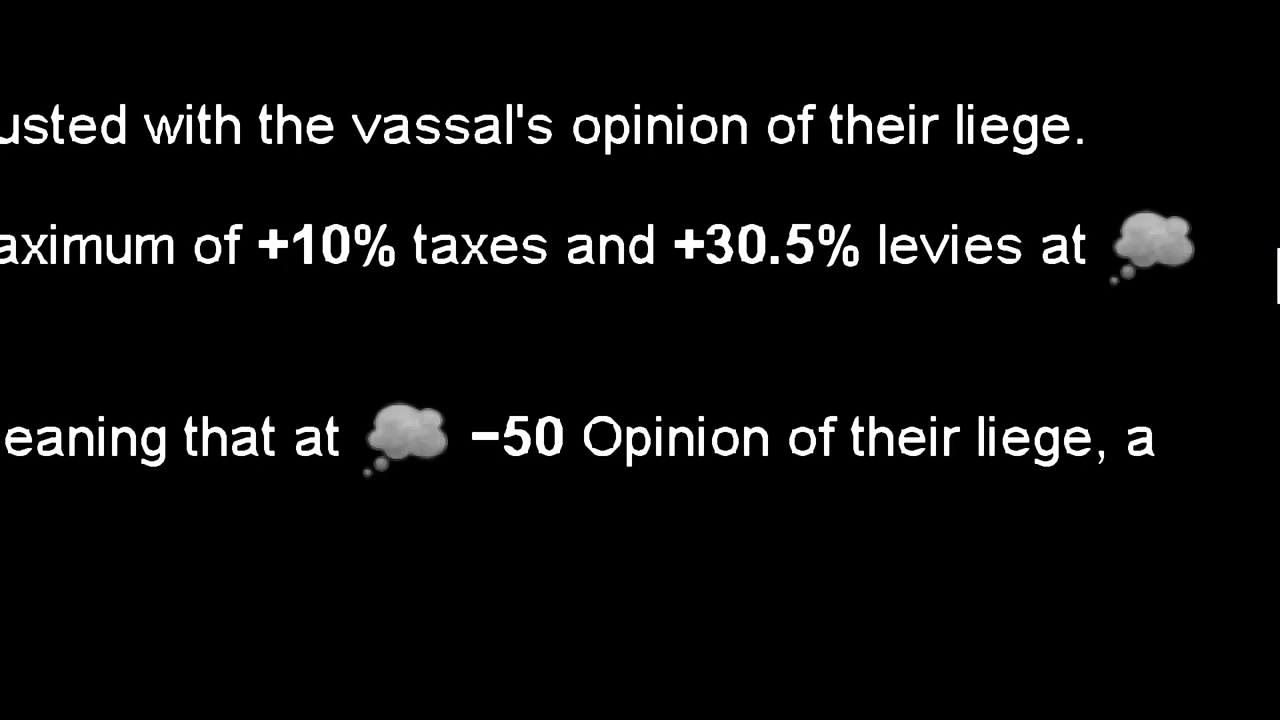 usted with the vassal's opinion of their liege.
aximum of +10% taxes and +30.5% levies at
eaning that at −50 Opinion of their liege, a